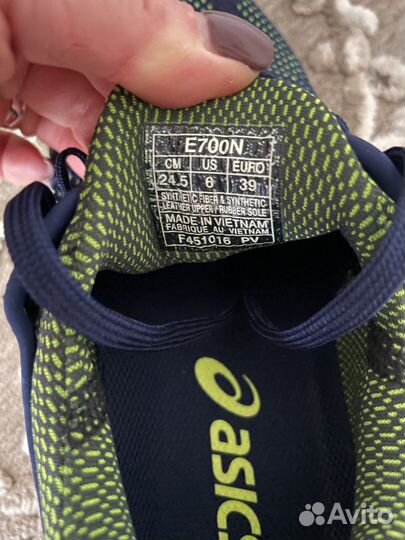 E700N
CM US EURO
24.5 6 39
SYNTHETIC FIBER & SYNTHETIC
LEATHER UPPER / RUBBER SOLE
MADE IN VIETNAM
FABRIQUE AU VIETNAM
F451016 PV
asics
Avito